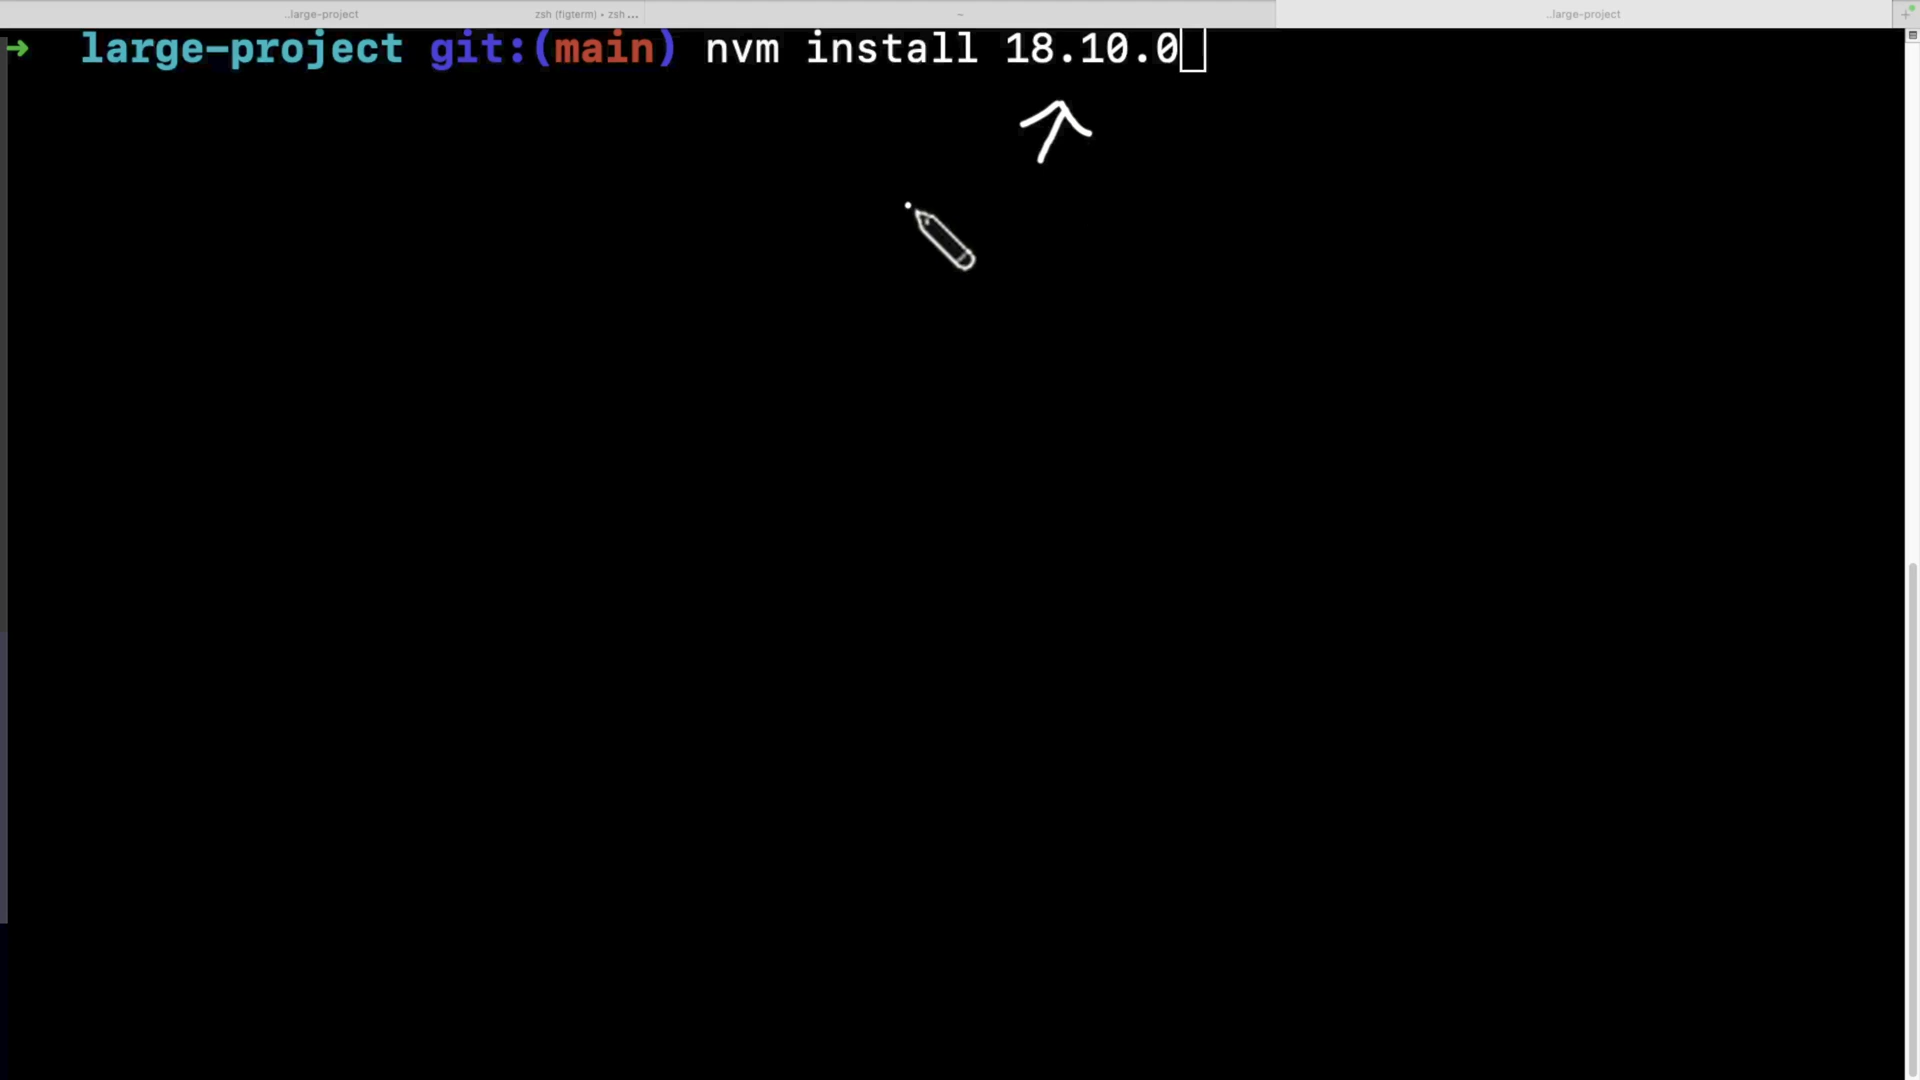 ..large-project
zsh (figterm) • zsh ...
~
..large-project
→ large-project git:(main) nvm install 18.10.0